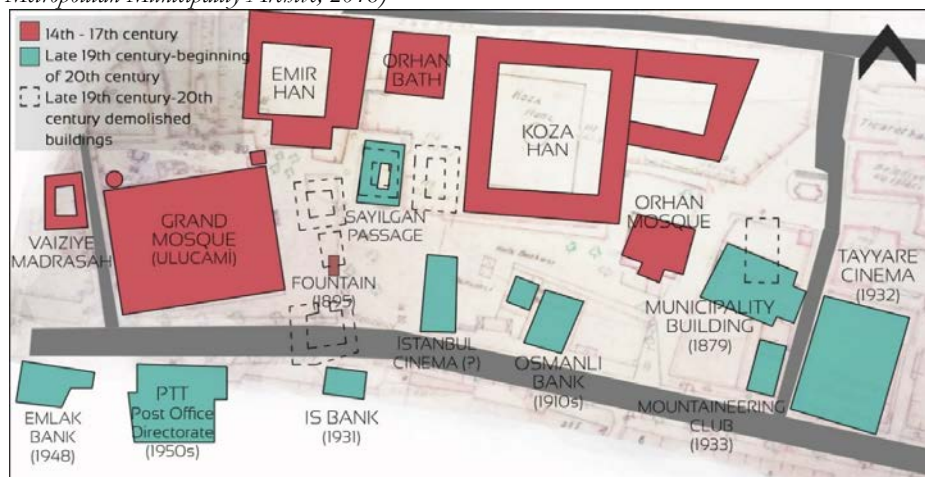 Metropolitan Municipality Archive, 2018)
14th - 17th century
Late 19th century-beginning
of 20th century
Late 19th century-20th
century demolished
buildings
EMIR
HAN
ORHAN
BATH
KOZA
HAN
VAIZIYE
MADRASAH
GRAND
MOSQUE
(ULUCAMİ)
SAYILGAN
PASSAGE
FOUNTAIN
(1895)
ORHAN
MOSQUE
TAYYARE
CINEMA
(1932)
MUNICIPALITY
BUILDING
(1879)
İSTANBUL
CINEMA (?)
OSMANLI
BANK
(1910s)
MOUNTAINEERING
CLUB
(1933)
EMLAK
BANK
(1948)
PTT
Post Office
Directorate
(1950s)
IS BANK
(1931)